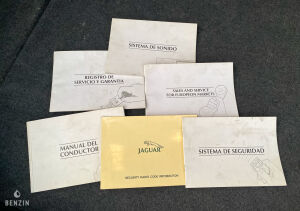 SISTEMA DE SONIDO
REGISTRO DE
SERVICIO Y GARANTIA
SALES AND SERVICE
FOR EUROPEAN MARKETS
MANUAL DEL
CONDUCTOR
JAGUAR
SECURITY RADIO CODE INFORMATION
SISTEMA DE SEGURIDAD
BENZIN